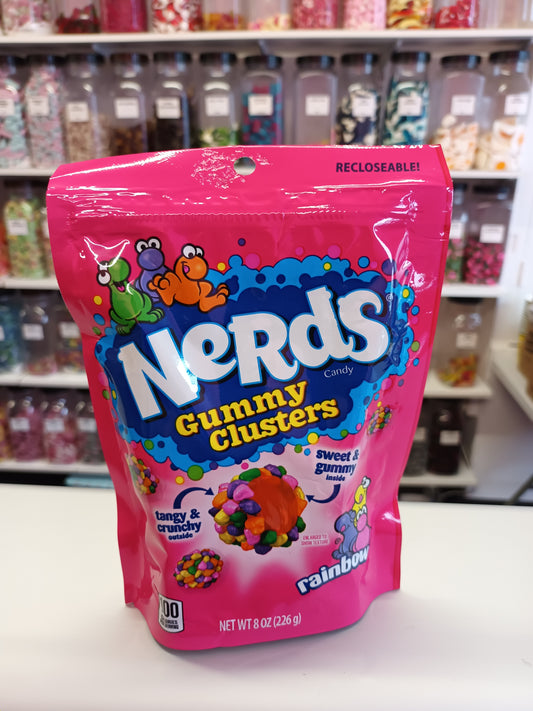 RECLOSEABLE!
NeRdS
Candy
Gummy
Clusters
sweet &
gummy
inside
tangy &
crunchy
outside
ENLARGED TO
SHOW TEXTURE
rainbow
NET WT 8 OZ (226 g)